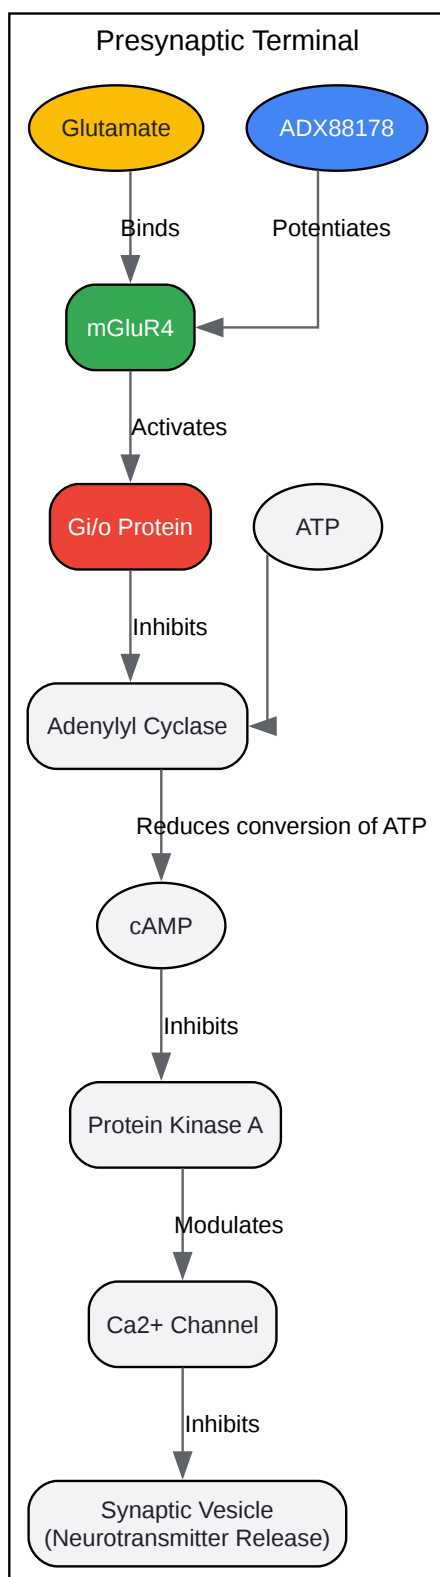 Presynaptic Terminal
Glutamate
ADX88178
Binds
Potentiates
mGluR4
Activates
Gi/o Protein
ATP
Inhibits
Adenylyl Cyclase
Reduces conversion of ATP
cAMP
Inhibits
Protein Kinase A
Modulates
Ca2+ Channel
Inhibits
Synaptic Vesicle
(Neurotransmitter Release)